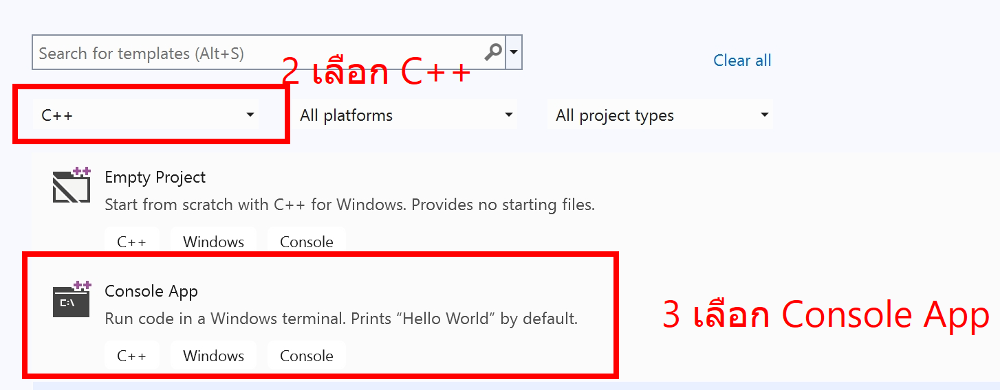 Search for templates (Alt+S)
Clear all
2 เลือก C++
C++ All platforms All project types
Empty Project
Start from scratch with C++ for Windows. Provides no starting files.
C++ Windows Console
Console App
C:\
Run code in a Windows terminal. Prints “Hello World” by default.
3 เลือก Console App
C++ Windows Console